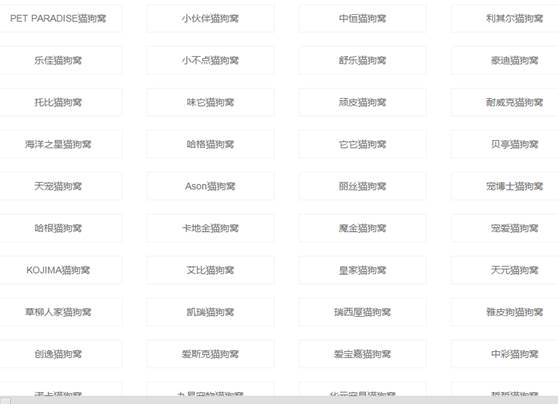 PET PARADISE猫狗窝 小伙伴猫狗窝 中恒猫狗窝 利其尔猫狗窝
乐佳猫狗窝 小不点猫狗窝 舒乐猫狗窝 豪迪猫狗窝
托比猫狗窝 味它猫狗窝 顽皮猫狗窝 耐威克猫狗窝
海洋之星猫狗窝 哈格猫狗窝 它它猫狗窝 贝亭猫狗窝
天宠猫狗窝 Ason猫狗窝 丽丝猫狗窝 宠博士猫狗窝
哈根猫狗窝 卡地金猫狗窝 魔金猫狗窝 宠爱猫狗窝
KOJIMA猫狗窝 艾比猫狗窝 皇家猫狗窝 天元猫狗窝
草柳人家猫狗窝 凯瑞猫狗窝 瑞西屋猫狗窝 雅皮狗猫狗窝
创逸猫狗窝 爱斯克猫狗窝 爱宝嘉猫狗窝 中彩猫狗窝